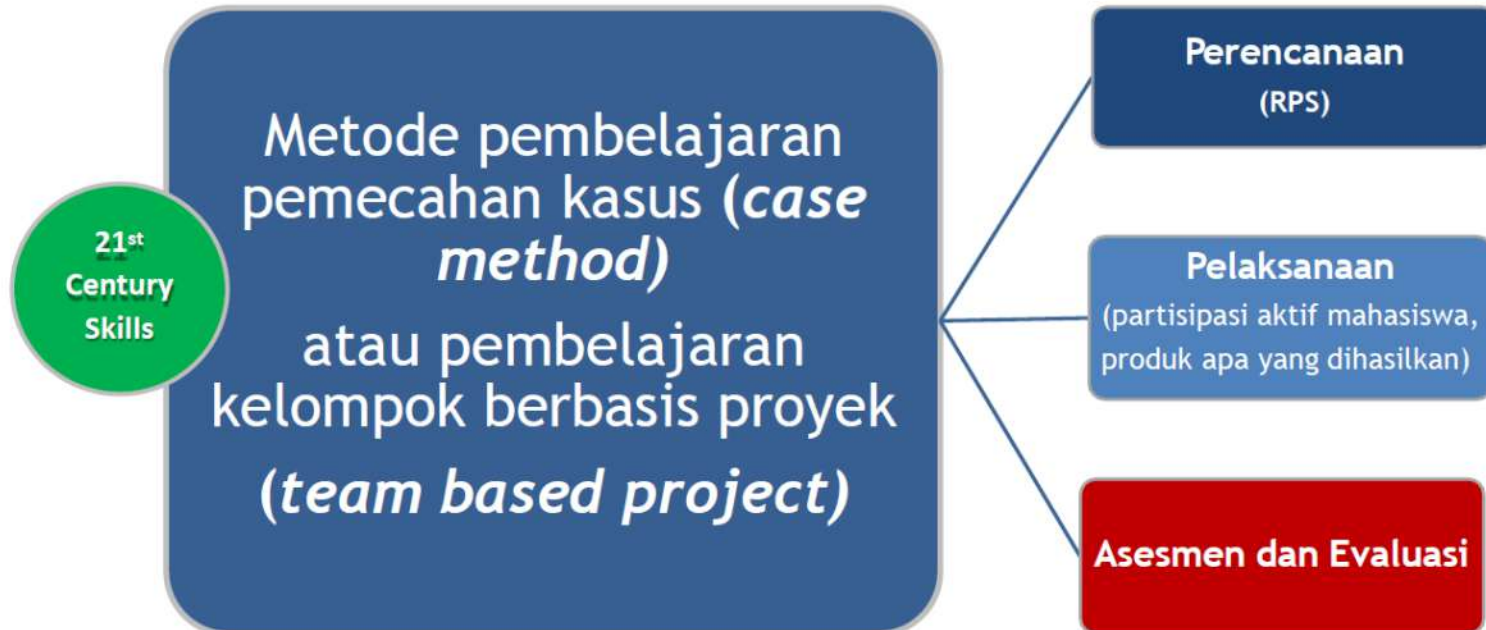 21st
Century
Skills
Metode pembelajaran
pemecahan kasus (case
method)
atau pembelajaran
kelompok berbasis proyek
(team based project)
Perencanaan
(RPS)
Pelaksanaan
(partisipasi aktif mahasiswa,
produk apa yang dihasilkan)
Asesmen dan Evaluasi